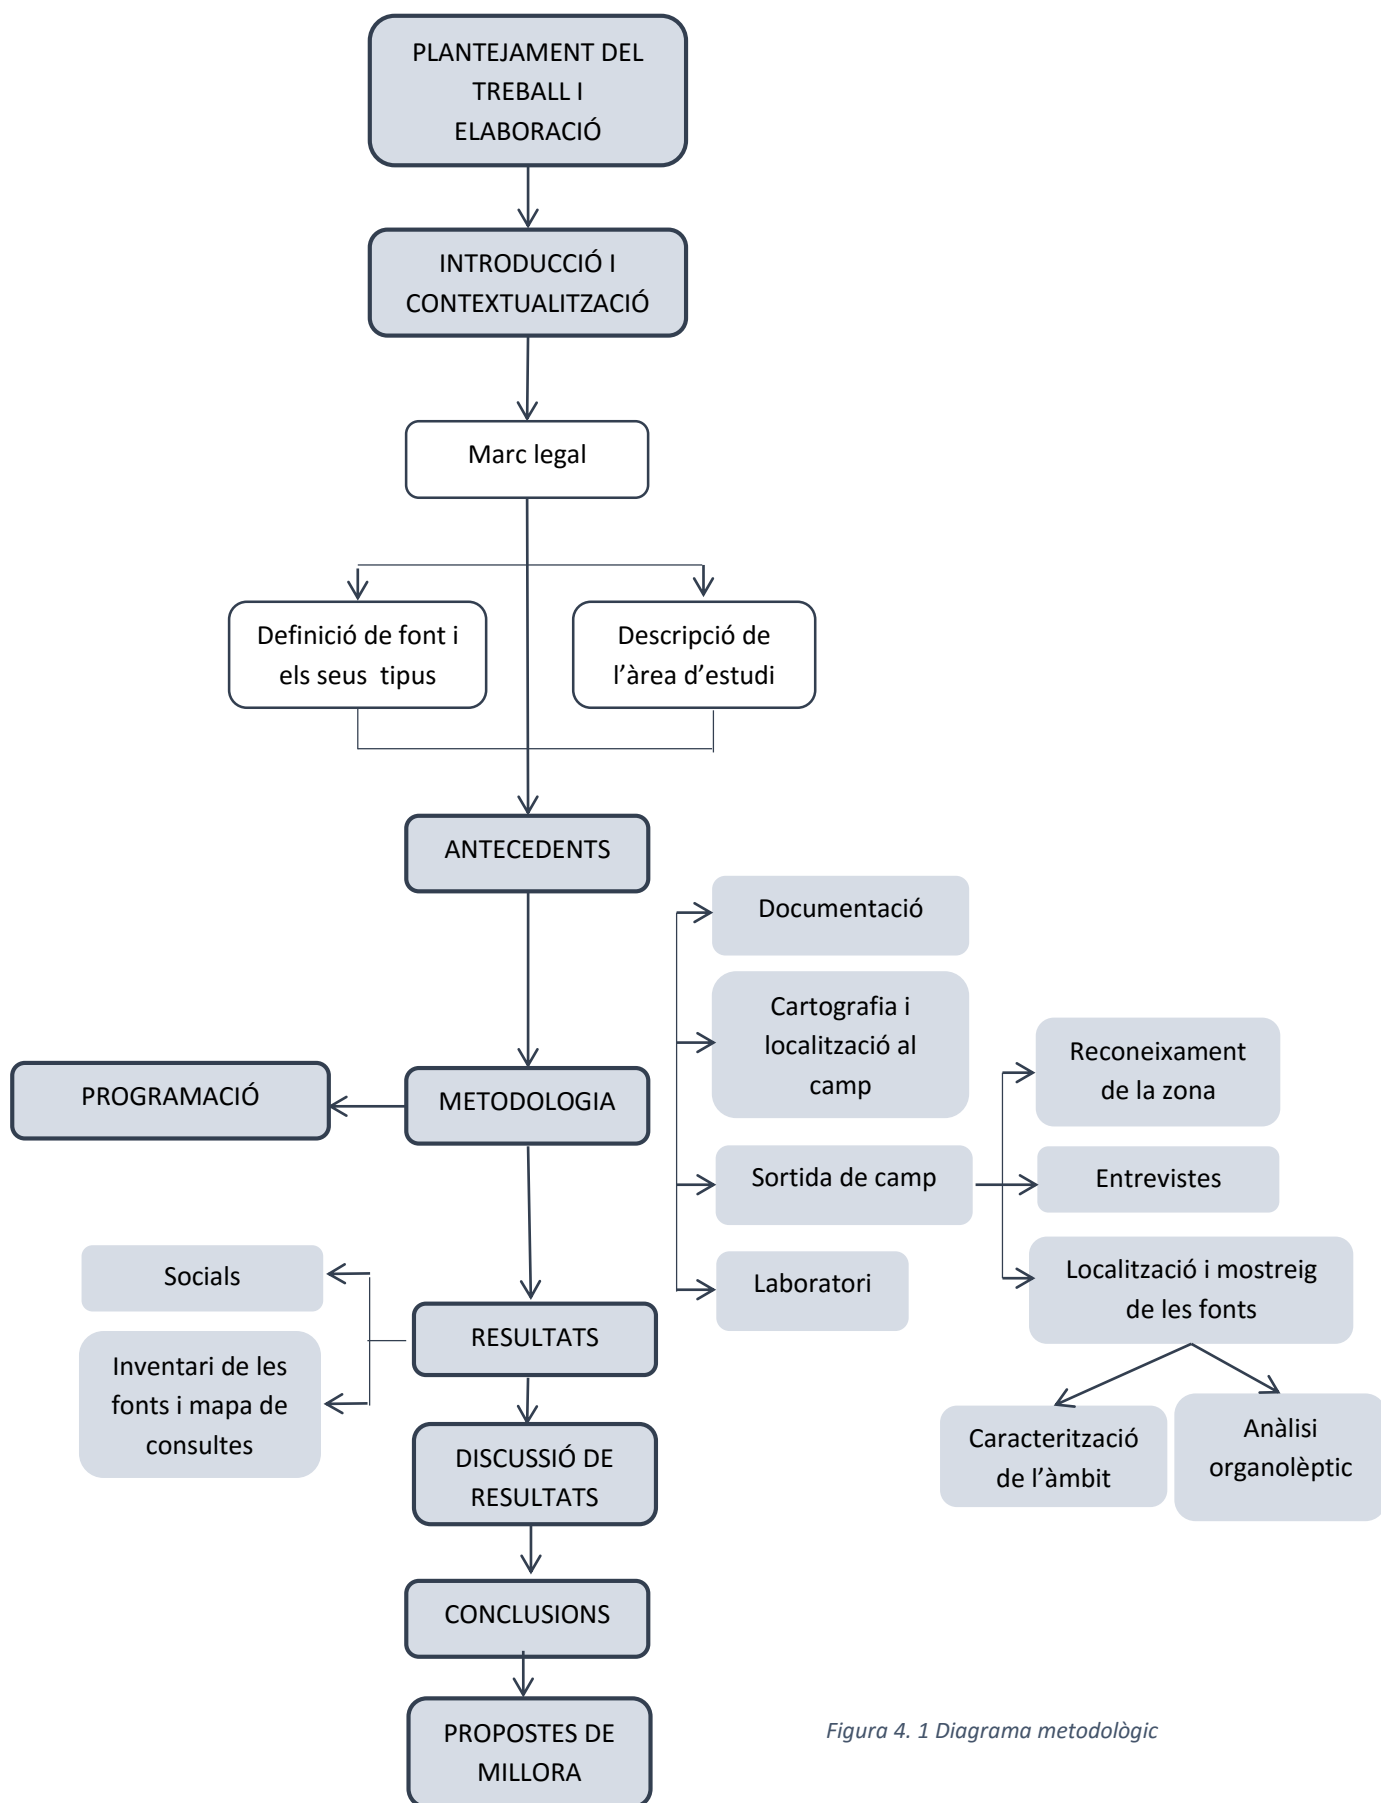 PLANTEJAMENT DEL
TREBALL I
ELABORACIÓ
INTRODUCCIÓ I
CONTEXTUALITZACIÓ
Marc legal
Definició de font i
els seus tipus
Descripció de
l’àrea d’estudi
ANTECEDENTS
Documentació
Cartografia i
localització al
camp
Reconeixament
de la zona
PROGRAMACIÓ
METODOLOGIA
Sortida de camp
Entrevistes
Socials
Laboratori
Localització i mostreig
de les fonts
RESULTATS
Inventari de les
fonts i mapa de
consultes
Caracterització
de l’àmbit
Anàlisi
organolèptic
DISCUSSIÓ DE
RESULTATS
CONCLUSIONS
PROPOSTES DE
MILLORA
Figura 4. 1 Diagrama metodològic